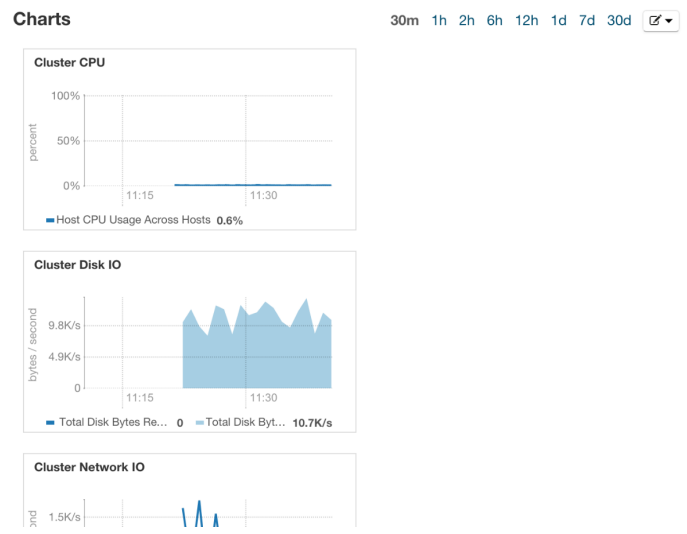 Charts
30m 1h 2h 6h 12h 1d 7d 30d
Cluster CPU
100%
50%
0%
percent
11:15 11:30
Host CPU Usage Across Hosts 0.6%
Cluster Disk IO
9.8K/s
4.9K/s
0
bytes / second
11:15 11:30
Total Disk Bytes Re... 0 Total Disk Byt... 10.7K/s
Cluster Network IO
1.5K/s